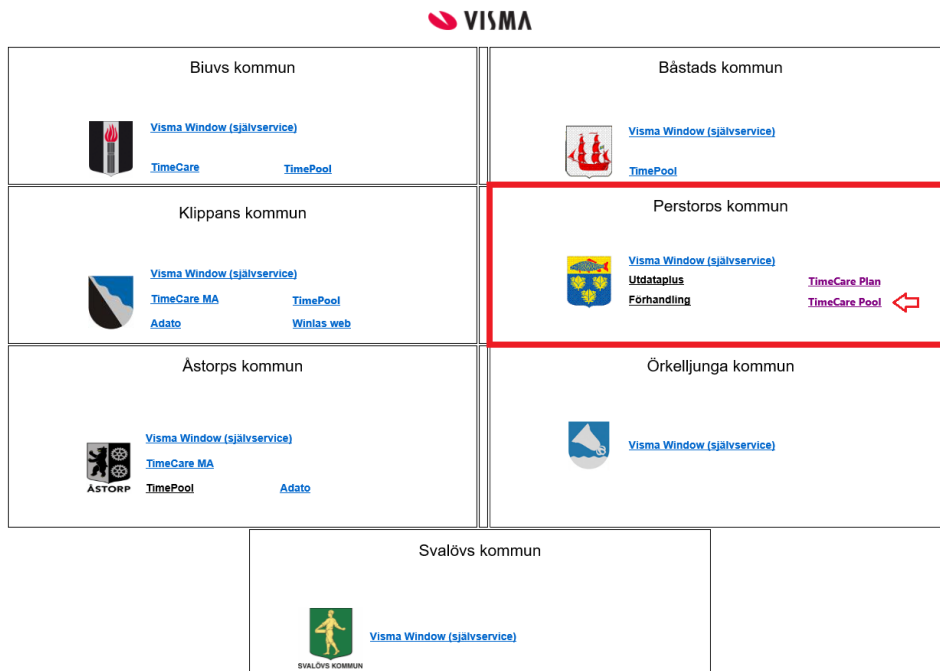 VISMA
Biuvs kommun
Visma Window (självservice)
TimeCare TimePool
Båstads kommun
Visma Window (självservice)
TimePool
Klippans kommun
Visma Window (självservice)
TimeCare MA TimePool
Adato Winlas web
Perstorps kommun
Visma Window (självservice)
Utdataplus TimeCare Plan
Förhandling TimeCare Pool
Åstorps kommun
Visma Window (självservice)
TimeCare MA
ÅSTORP TimePool Adato
Örkelljunga kommun
Visma Window (självservice)
Svalövs kommun
Visma Window (självservice)
SVALÖVS KOMMUN